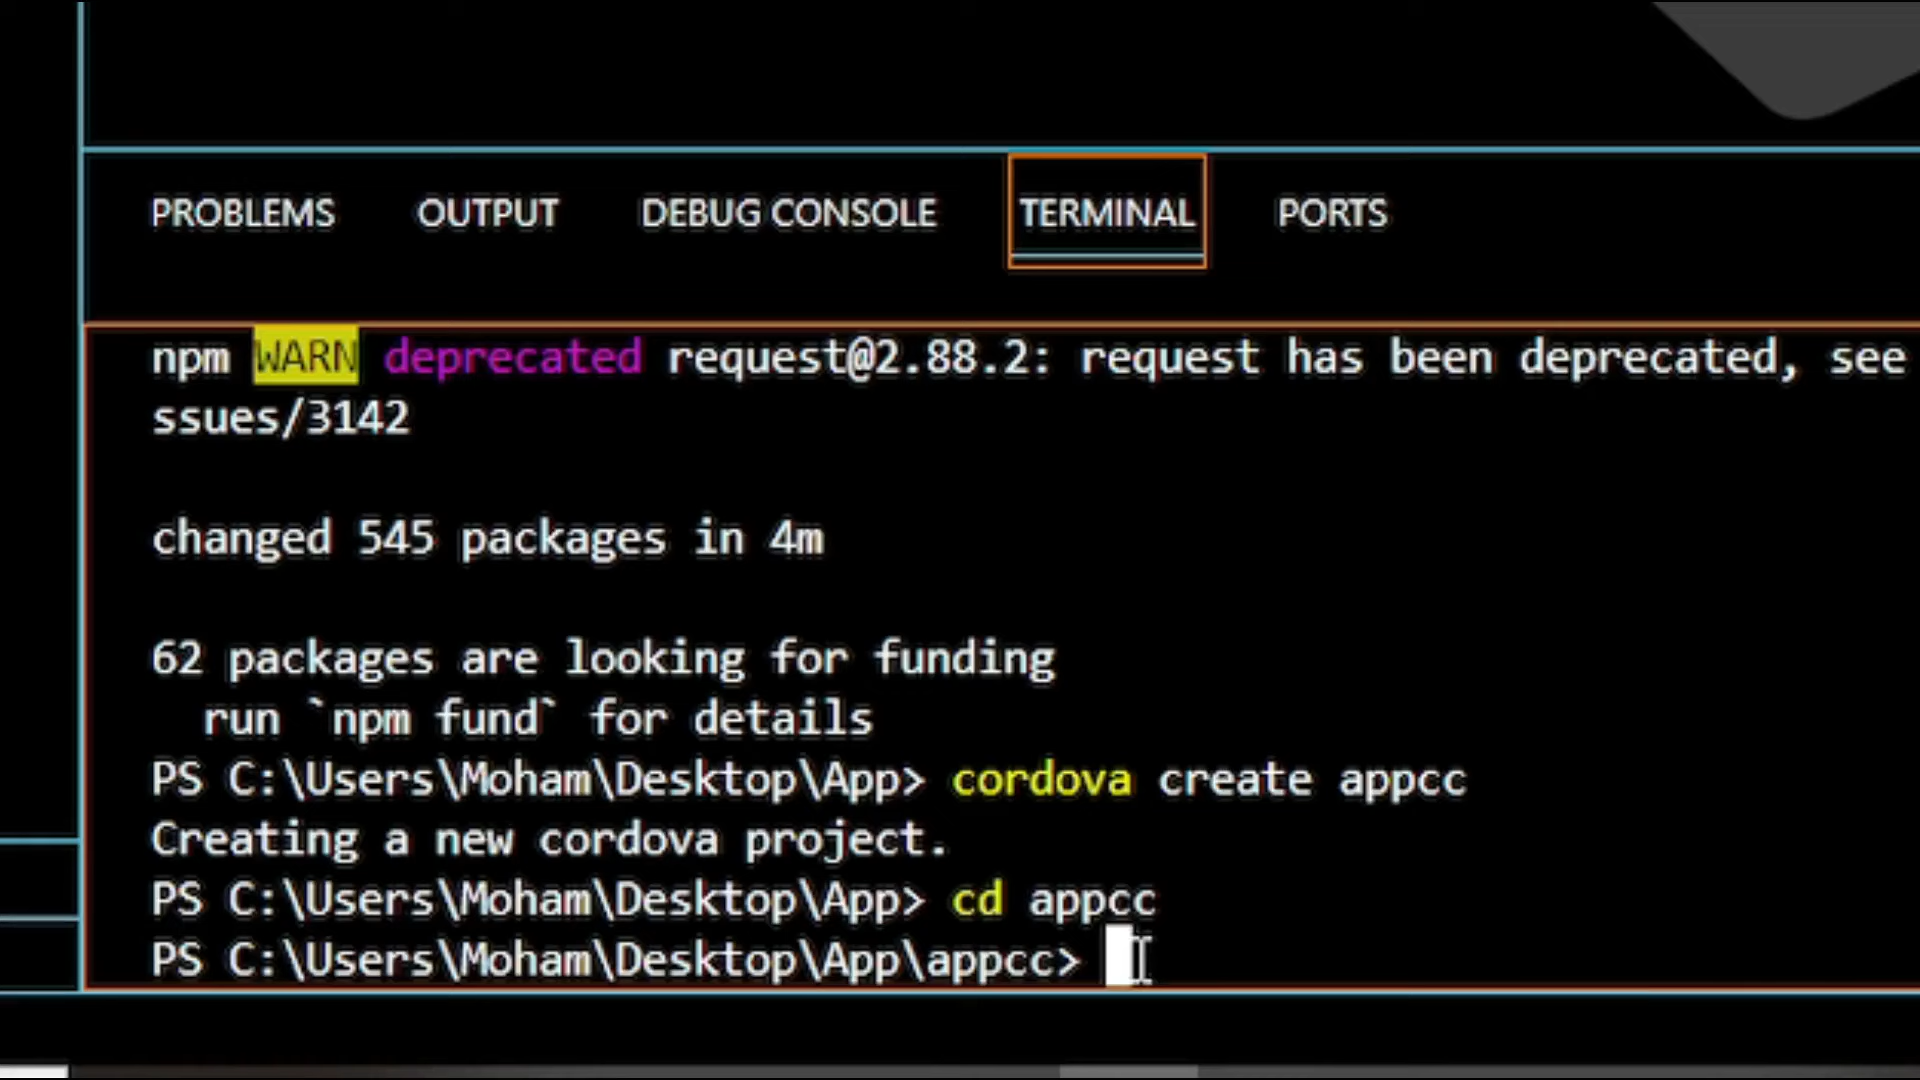 PROBLEMS OUTPUT DEBUG CONSOLE TERMINAL PORTS
npm WARN deprecated request@2.88.2: request has been deprecated, see
ssues/3142
changed 545 packages in 4m
62 packages are looking for funding
  run `npm fund` for details
PS C:\Users\Moham\Desktop\App> cordova create appcc
Creating a new cordova project.
PS C:\Users\Moham\Desktop\App> cd appcc
PS C:\Users\Moham\Desktop\App\appcc>